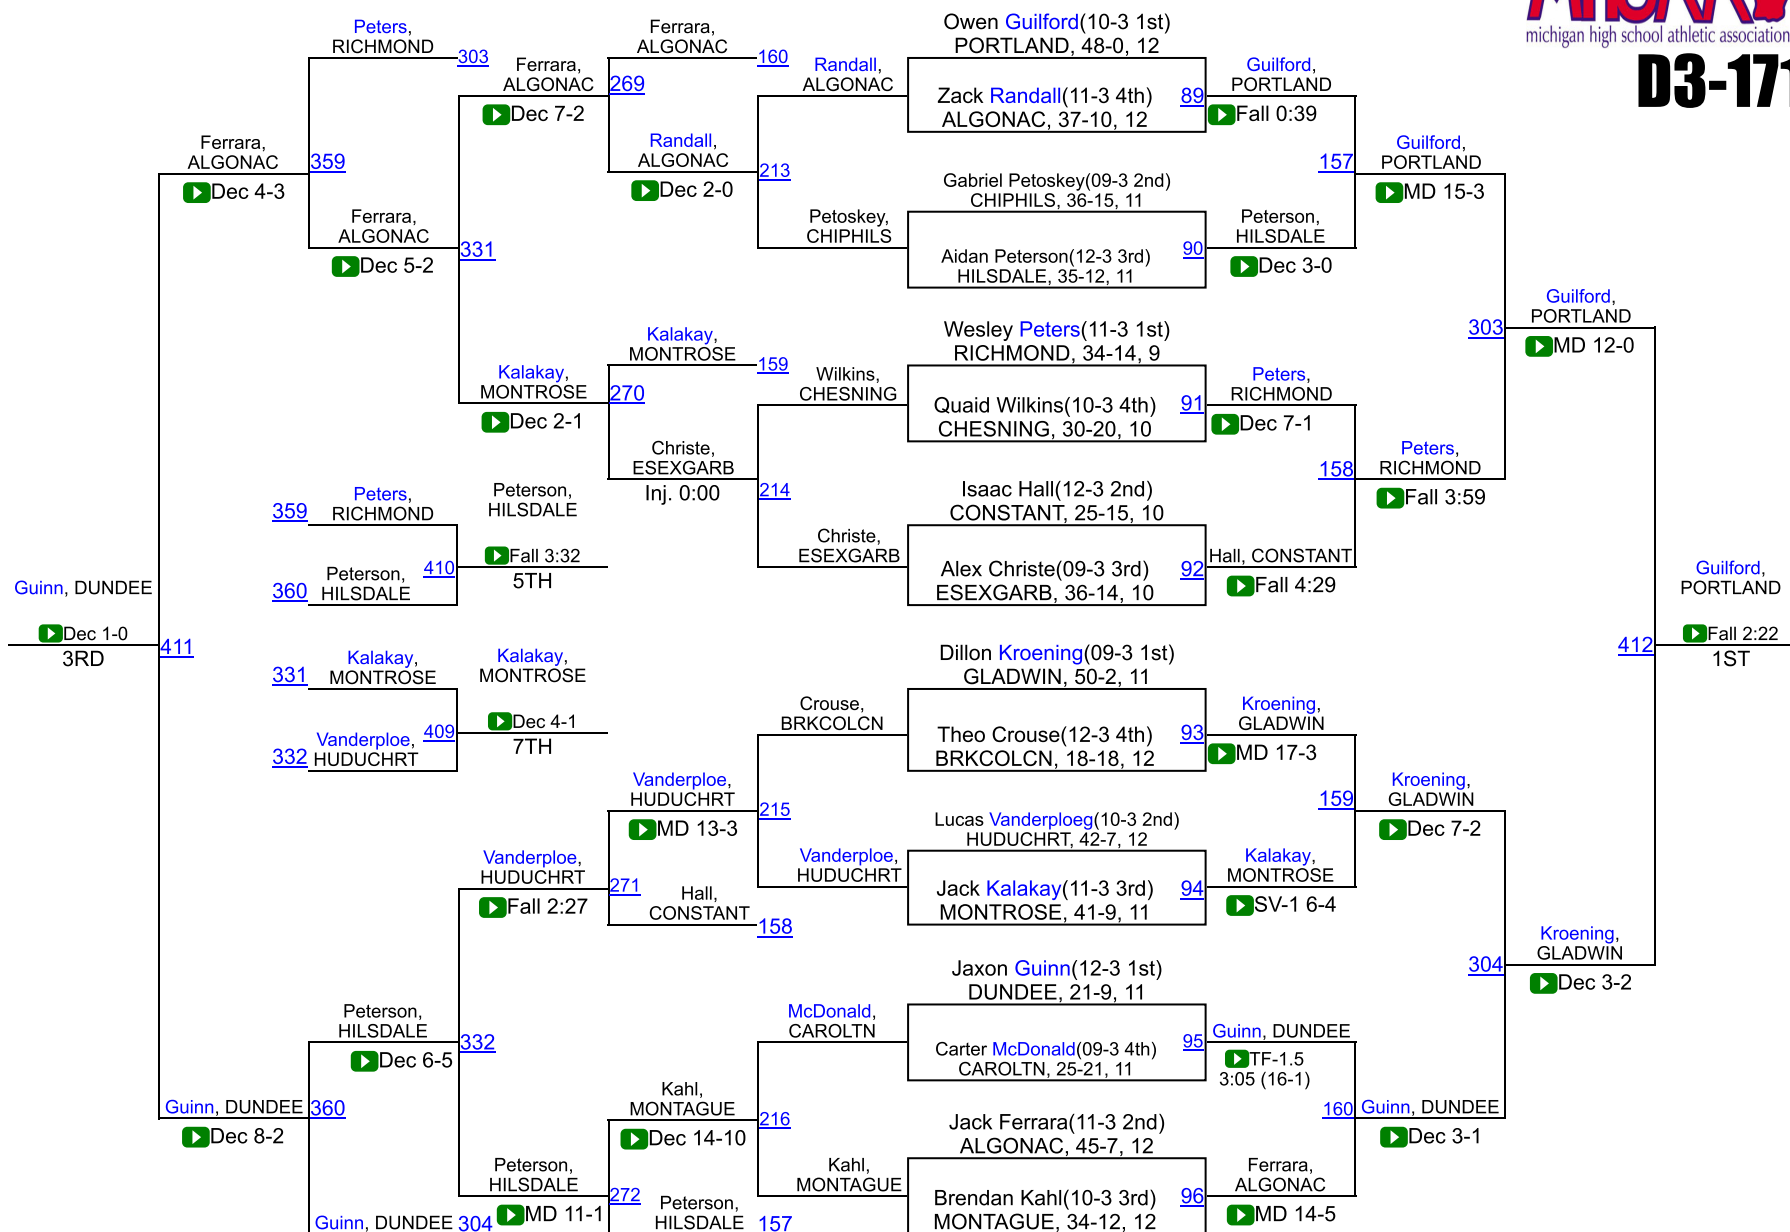 michigan high school athletic association
D3-171
Peters,
RICHMOND
303
Ferrara,
ALGONAC
359
Dec 4-3
Ferrara,
ALGONAC
Dec 5-2
Ferrara,
ALGONAC
269
Dec 7-2
331
Kalakay,
MONTROSE
270
Dec 2-1
Ferrara,
ALGONAC
160
Randall,
ALGONAC
213
Dec 2-0
Kalakay,
MONTROSE
159
Christe,
ESEXGARB
214
Inj. 0:00
Randall,
ALGONAC
Petoskey,
CHIPHILS
Wilkins,
CHESNING
Christe,
ESEXGARB
Owen Guilford(10-3 1st)
PORTLAND, 48-0, 12
Zack Randall(11-3 4th)
ALGONAC, 37-10, 12
89
Gabriel Petoskey(09-3 2nd)
CHIPHILS, 36-15, 11
Aidan Peterson(12-3 3rd)
HILSDALE, 35-12, 11
90
Wesley Peters(11-3 1st)
RICHMOND, 34-14, 9
Quaid Wilkins(10-3 4th)
CHESNING, 30-20, 10
91
Isaac Hall(12-3 2nd)
CONSTANT, 25-15, 10
Alex Christe(09-3 3rd)
ESEXGARB, 36-14, 10
92
Guilford,
PORTLAND
Fall 0:39
157
Peterson,
HILSDALE
Dec 3-0
Peters,
RICHMOND
Dec 7-1
158
Hall, CONSTANT
Fall 4:29
Guilford,
PORTLAND
MD 15-3
303
Peters,
RICHMOND
Fall 3:59
Guilford,
PORTLAND
MD 12-0
359
Peters,
RICHMOND
360
Peterson,
HILSDALE
410
Peterson,
HILSDALE
Fall 3:32
5TH
Guinn, DUNDEE
Dec 1-0
3RD
411
331
Kalakay,
MONTROSE
332
Vanderploe,
HUDUCHRT
409
Kalakay,
MONTROSE
Dec 4-1
7TH
Guilford,
PORTLAND
412
Fall 2:22
1ST
Vanderploe,
HUDUCHRT
215
MD 13-3
Vanderploe,
HUDUCHRT
271
Fall 2:27
Hall,
CONSTANT
158
Crouse,
BRKCOLCN
Vanderploe,
HUDUCHRT
Dillon Kroening(09-3 1st)
GLADWIN, 50-2, 11
Theo Crouse(12-3 4th)
BRKCOLCN, 18-18, 12
93
Lucas Vanderploeg(10-3 2nd)
HUDUCHRT, 42-7, 12
Jack Kalakay(11-3 3rd)
MONTROSE, 41-9, 11
94
Kroening,
GLADWIN
MD 17-3
159
Kalakay,
MONTROSE
SV-1 6-4
Kroening,
GLADWIN
Dec 7-2
304
Kroening,
GLADWIN
Dec 3-2
Peterson,
HILSDALE
332
Dec 6-5
Guinn, DUNDEE
360
Dec 8-2
Guinn, DUNDEE
304
Peterson,
HILSDALE
272
MD 11-1
Kahl,
MONTAGUE
216
Dec 14-10
Peterson,
HILSDALE
157
McDonald,
CAROLTN
Kahl,
MONTAGUE
Jaxon Guinn(12-3 1st)
DUNDEE, 21-9, 11
Carter McDonald(09-3 4th)
CAROLTN, 25-21, 11
95
Jack Ferrara(11-3 2nd)
ALGONAC, 45-7, 12
Brendan Kahl(10-3 3rd)
MONTAGUE, 34-12, 12
96
Guinn, DUNDEE
TF-1.5
3:05 (16-1)
160
Ferrara,
ALGONAC
MD 14-5
Guinn, DUNDEE
Dec 3-1